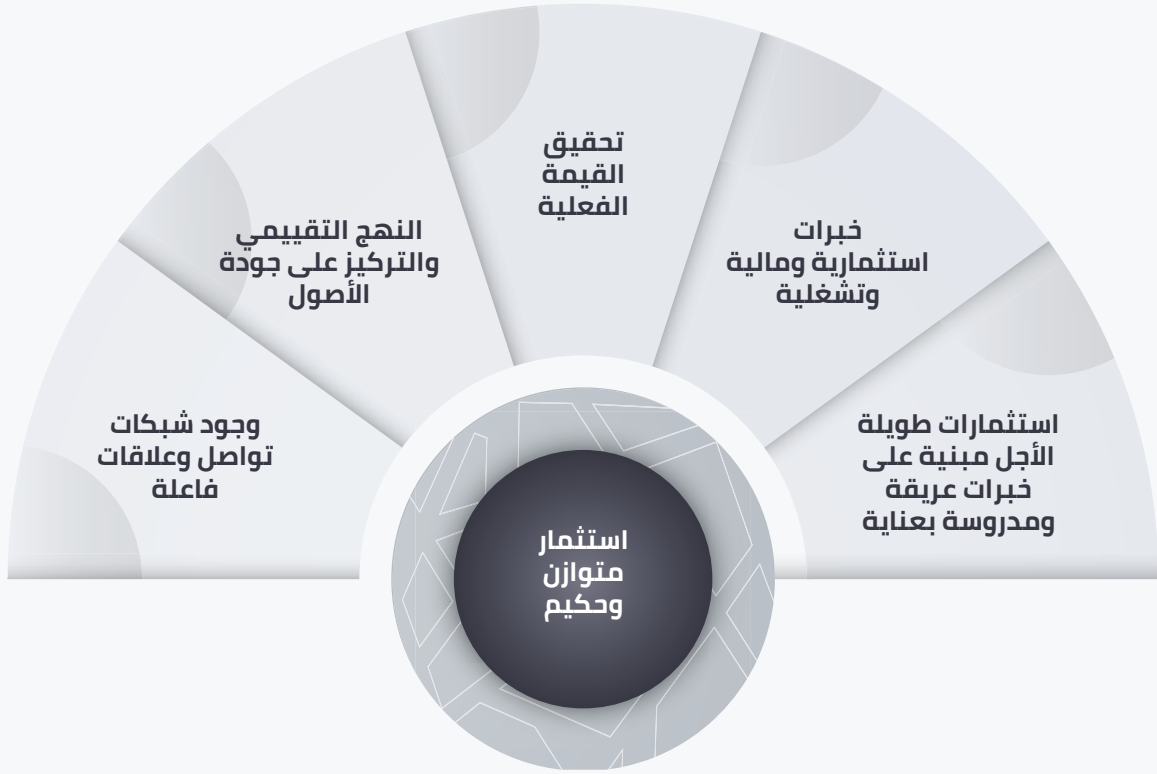 استثمارات طويلة
الأجل مبنية على
خبرات عريقة
ومدروسة بعناية
خبرات
استثمارية ومالية
وتشغلية
تحقيق
القيمة
الفعلية
النهج التقييمي
والتركيز على جودة
الأصول
وجود شبكات
تواصل وعلاقات
فاعلة
استثمار
متوازن
وحكيم